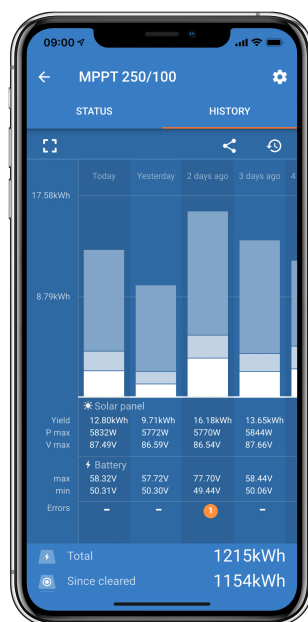 09:00
MPPT 250/100
STATUS HISTORY
Today Yesterday 2 days ago 3 days ago 4
17.58kWh
8.79kWh
Solar panel
Yield 12.80kWh 9.71kWh 16.18kWh 13.65kWh
P max 5832W 5772W 5770W 5844W
V max 87.49V 86.59V 86.54V 87.66V
Battery
max 58.32V 57.72V 77.70V 58.44V
min 50.31V 50.30V 49.44V 50.06V
Errors – – 1 –
Total 1215kWh
Since cleared 1154kWh